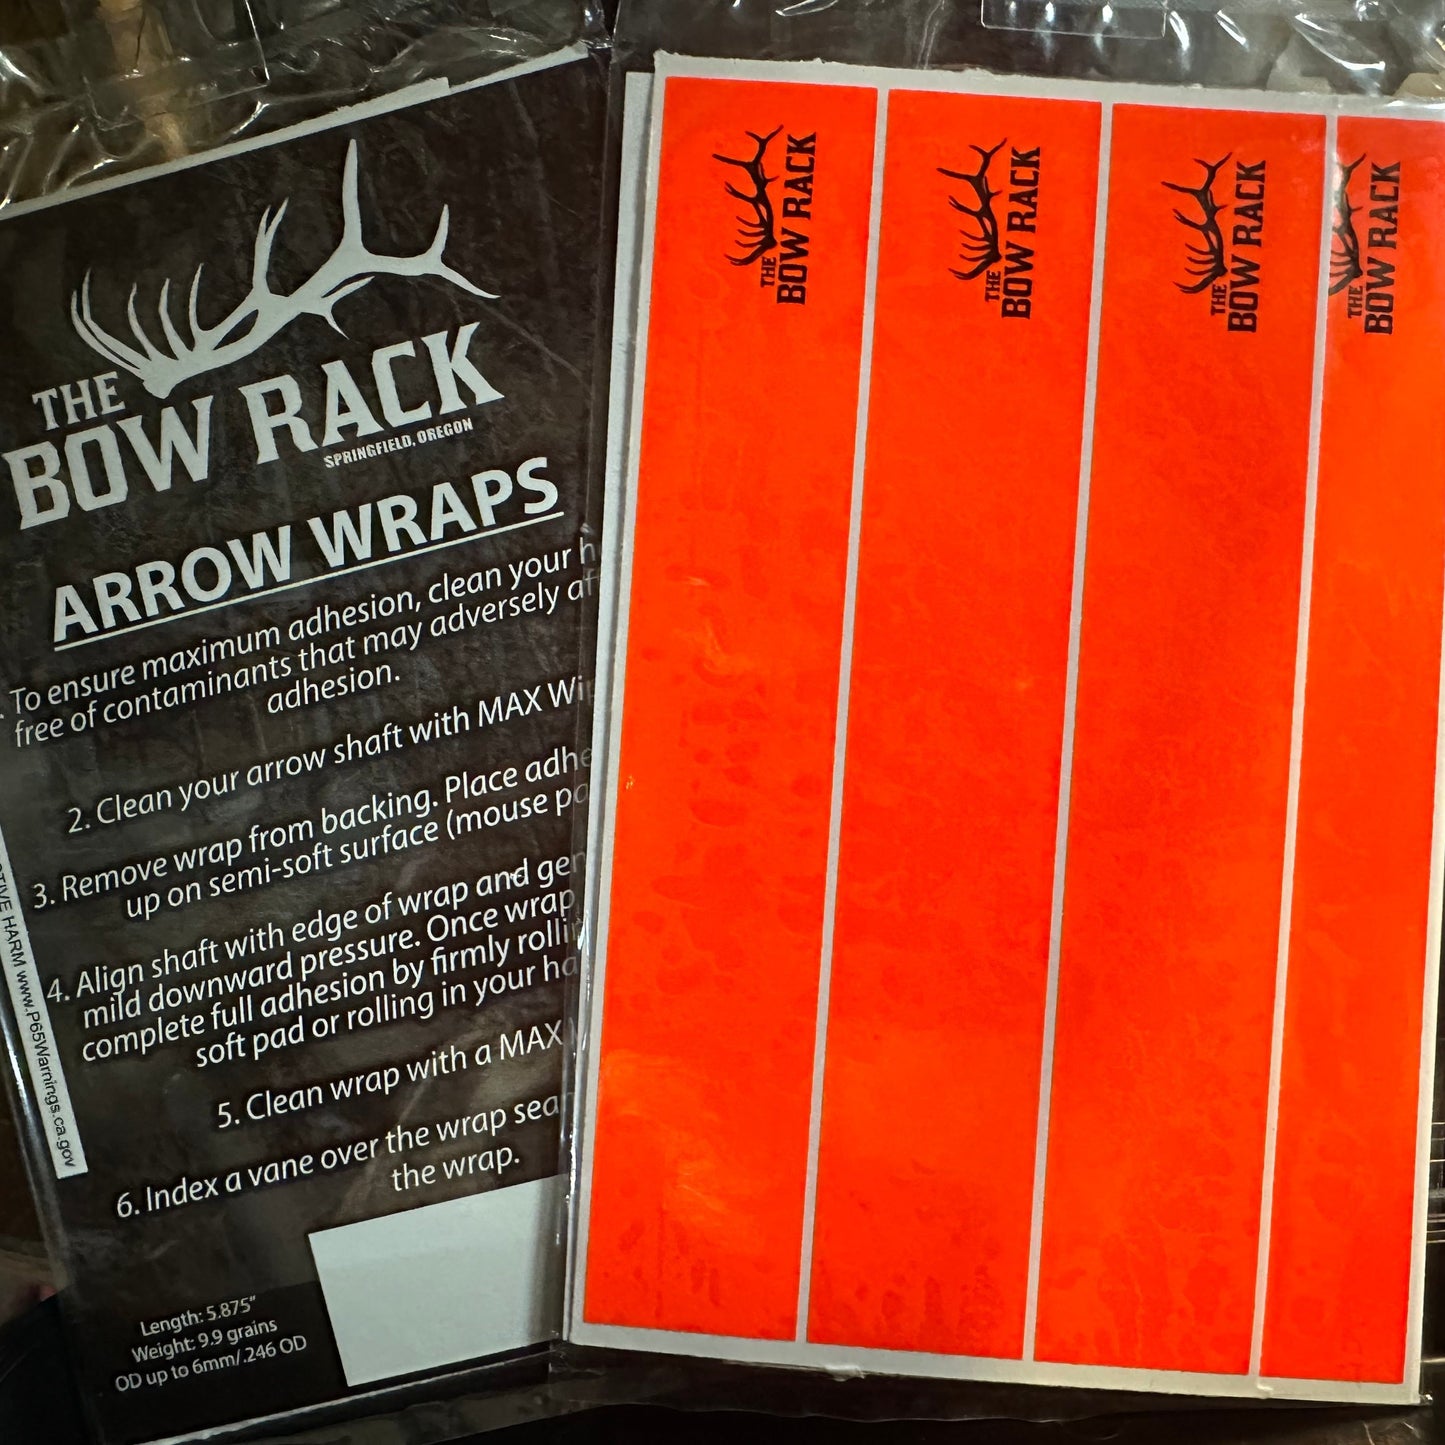 THE
BOW RACK
SPRINGFIELD, OREGON
ARROW WRAPS
To ensure maximum adhesion, clean your
free of contaminants that may adversely
adhesion.
2. Clean your arrow shaft with MAX
3. Remove wrap from backing. Place
up on semi-soft surface (mouse
4. Align shaft with edge of wrap and
mild downward pressure. Once wrap
complete full adhesion by firmly
soft pad or rolling in your
5. Clean wrap with a MAX
6. Index a vane over the wrap
the wrap.
Length: 5.875"
Weight: 9.9 grains
OD up to 6mm/.246 OD
HARM www.P65Warnings.ca.gov
THE
BOW RACK
THE
BOW RACK
THE
BOW RACK
THE
BOW RACK